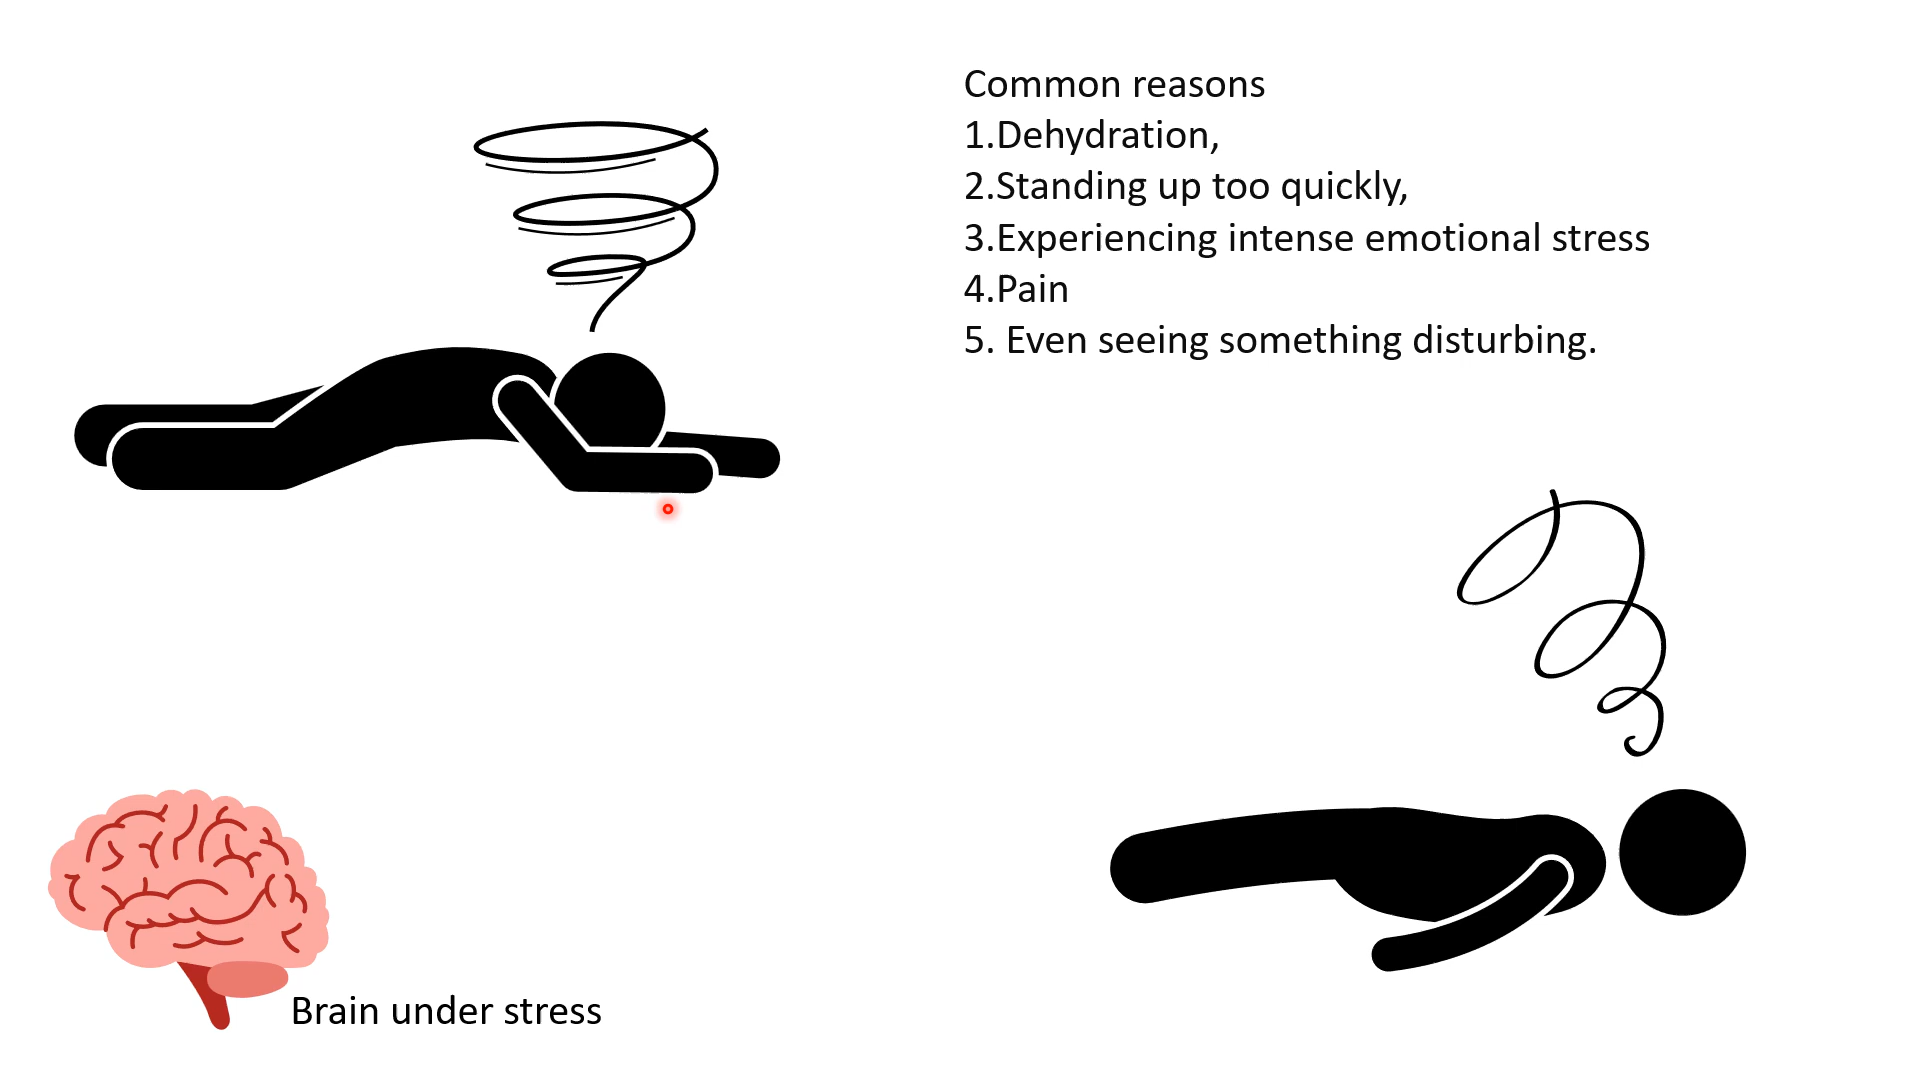 Common reasons
1.Dehydration,
2.Standing up too quickly,
3.Experiencing intense emotional stress
4.Pain
5. Even seeing something disturbing.
Brain under stress